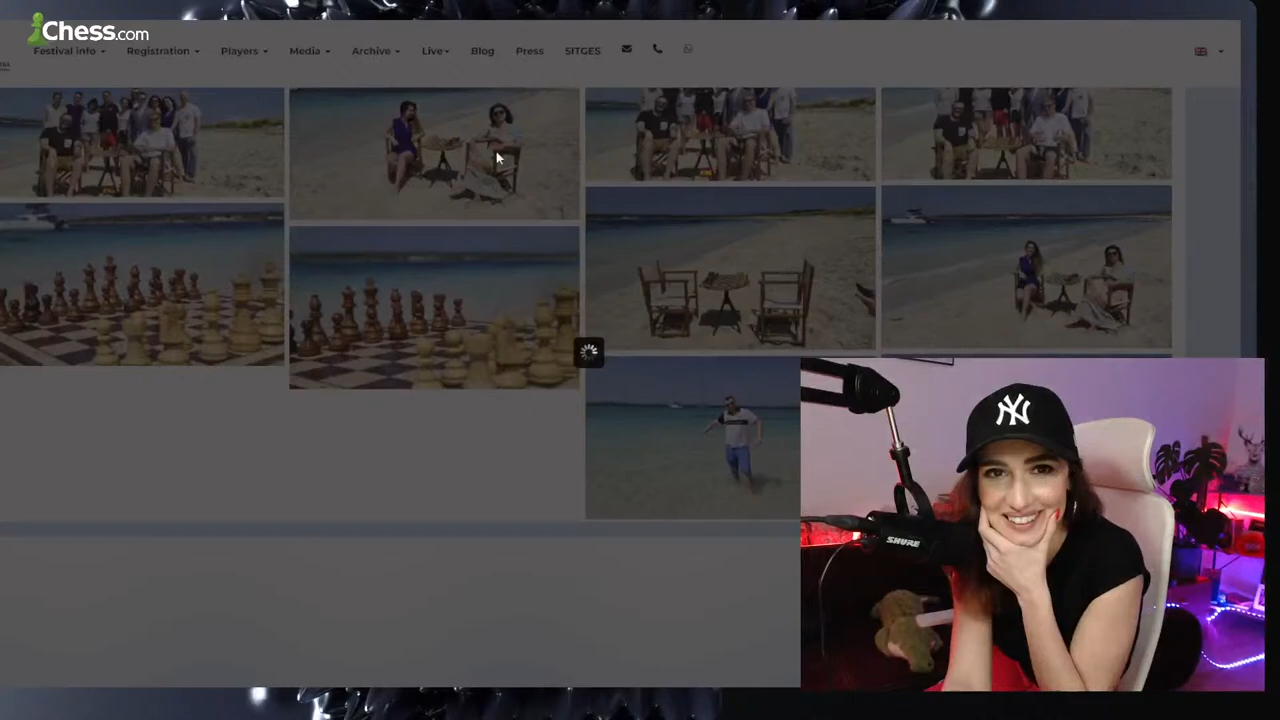 Chess.com
Festival info Registration Players Media Archive Live Blog Press SITGES
NY
SHURE